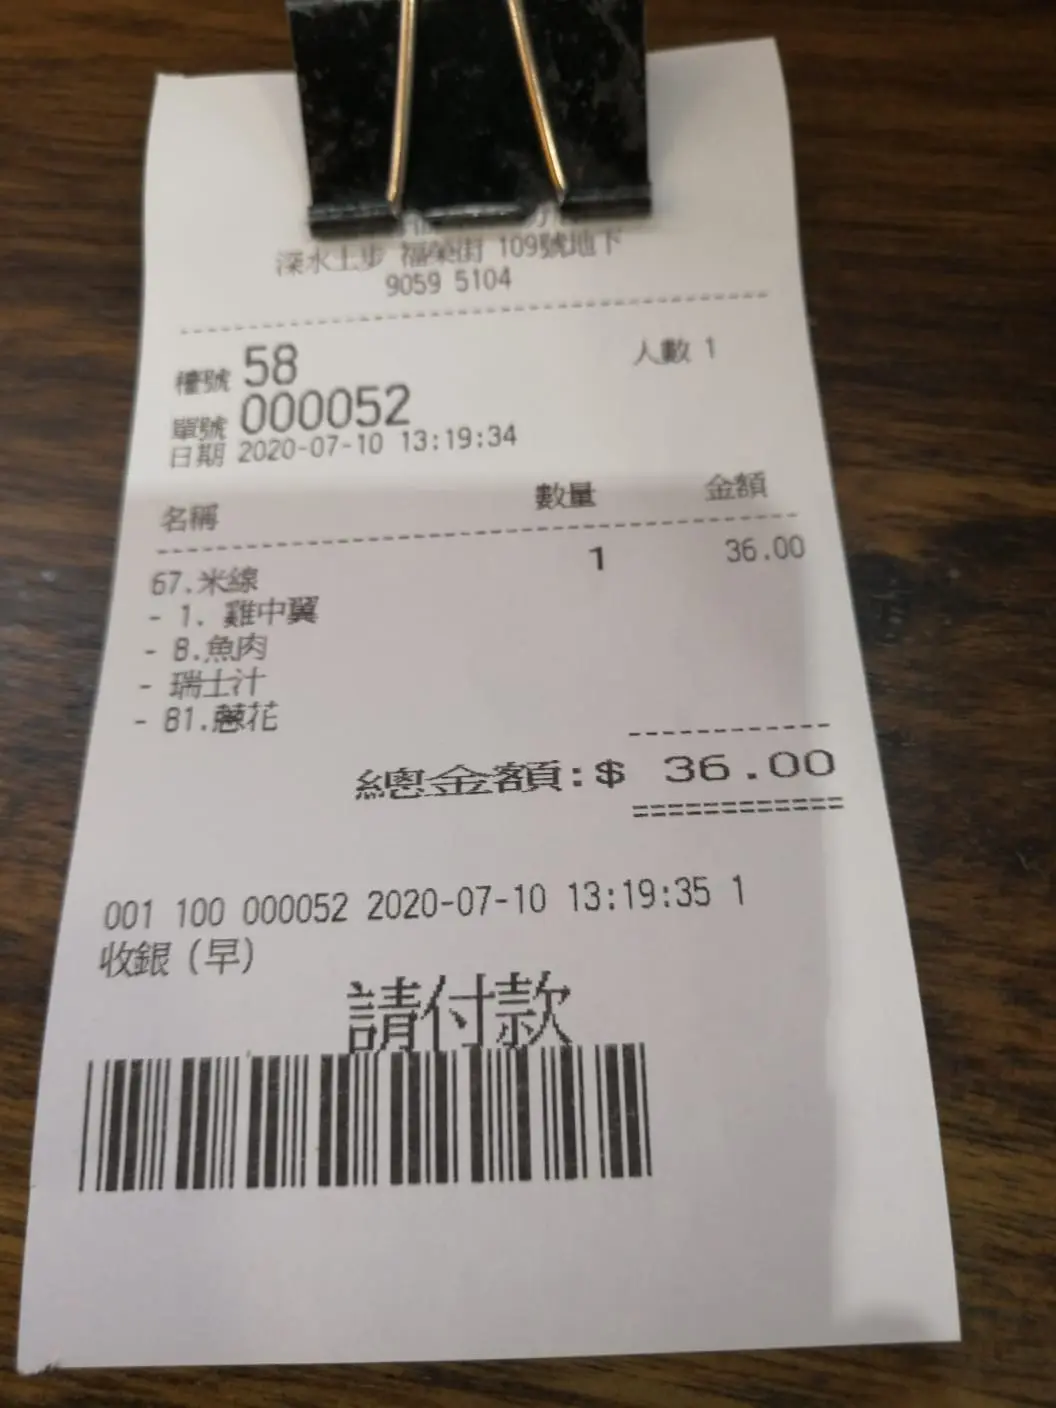 深水土步 福榮街 109號地下
9059 5104
檯號 58
人數 1
單號 000052
日期 2020-07-10 13:19:34
名稱 數量 金額
67.米線 1 36.00
- 1. 雞中翼
- 8.魚肉
- 瑞士汁
- 81.蔥花
總金額:$ 36.00
001 100 000052 2020-07-10 13:19:35 1
收銀 (早)
請付款